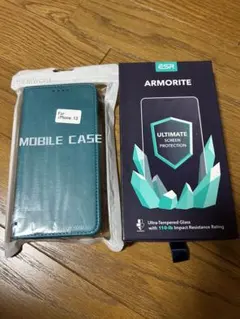 For
iPhone 12
MOBILE CASE
ESR
ARMORITE
ULTIMATE
SCREEN
PROTECTION
Ultra-Tempered Glass
with 110-lb Impact Resistance Rating